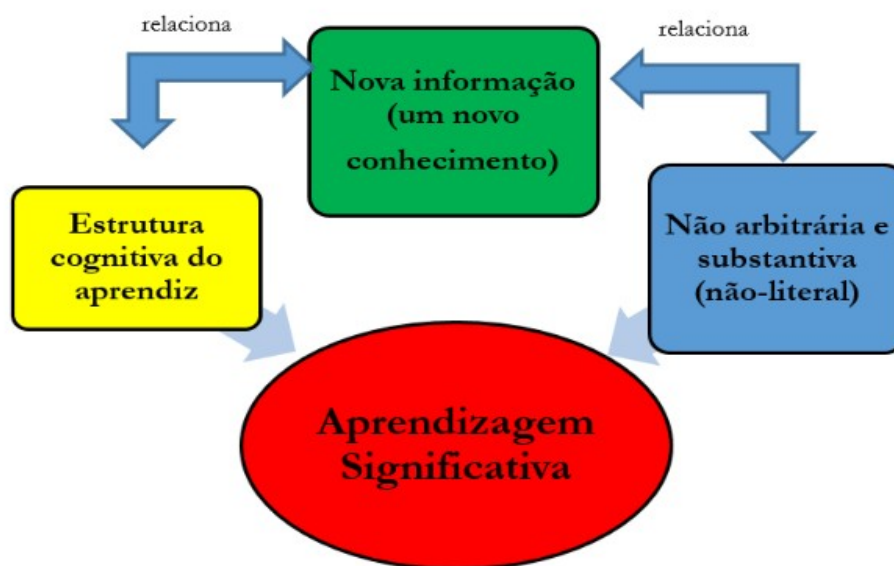 relaciona
relaciona
Nova informação
(um novo
conhecimento)
Estrutura
cognitiva do
aprendiz
Não arbitrária e
substantiva
(não-literal)
Aprendizagem
Significativa